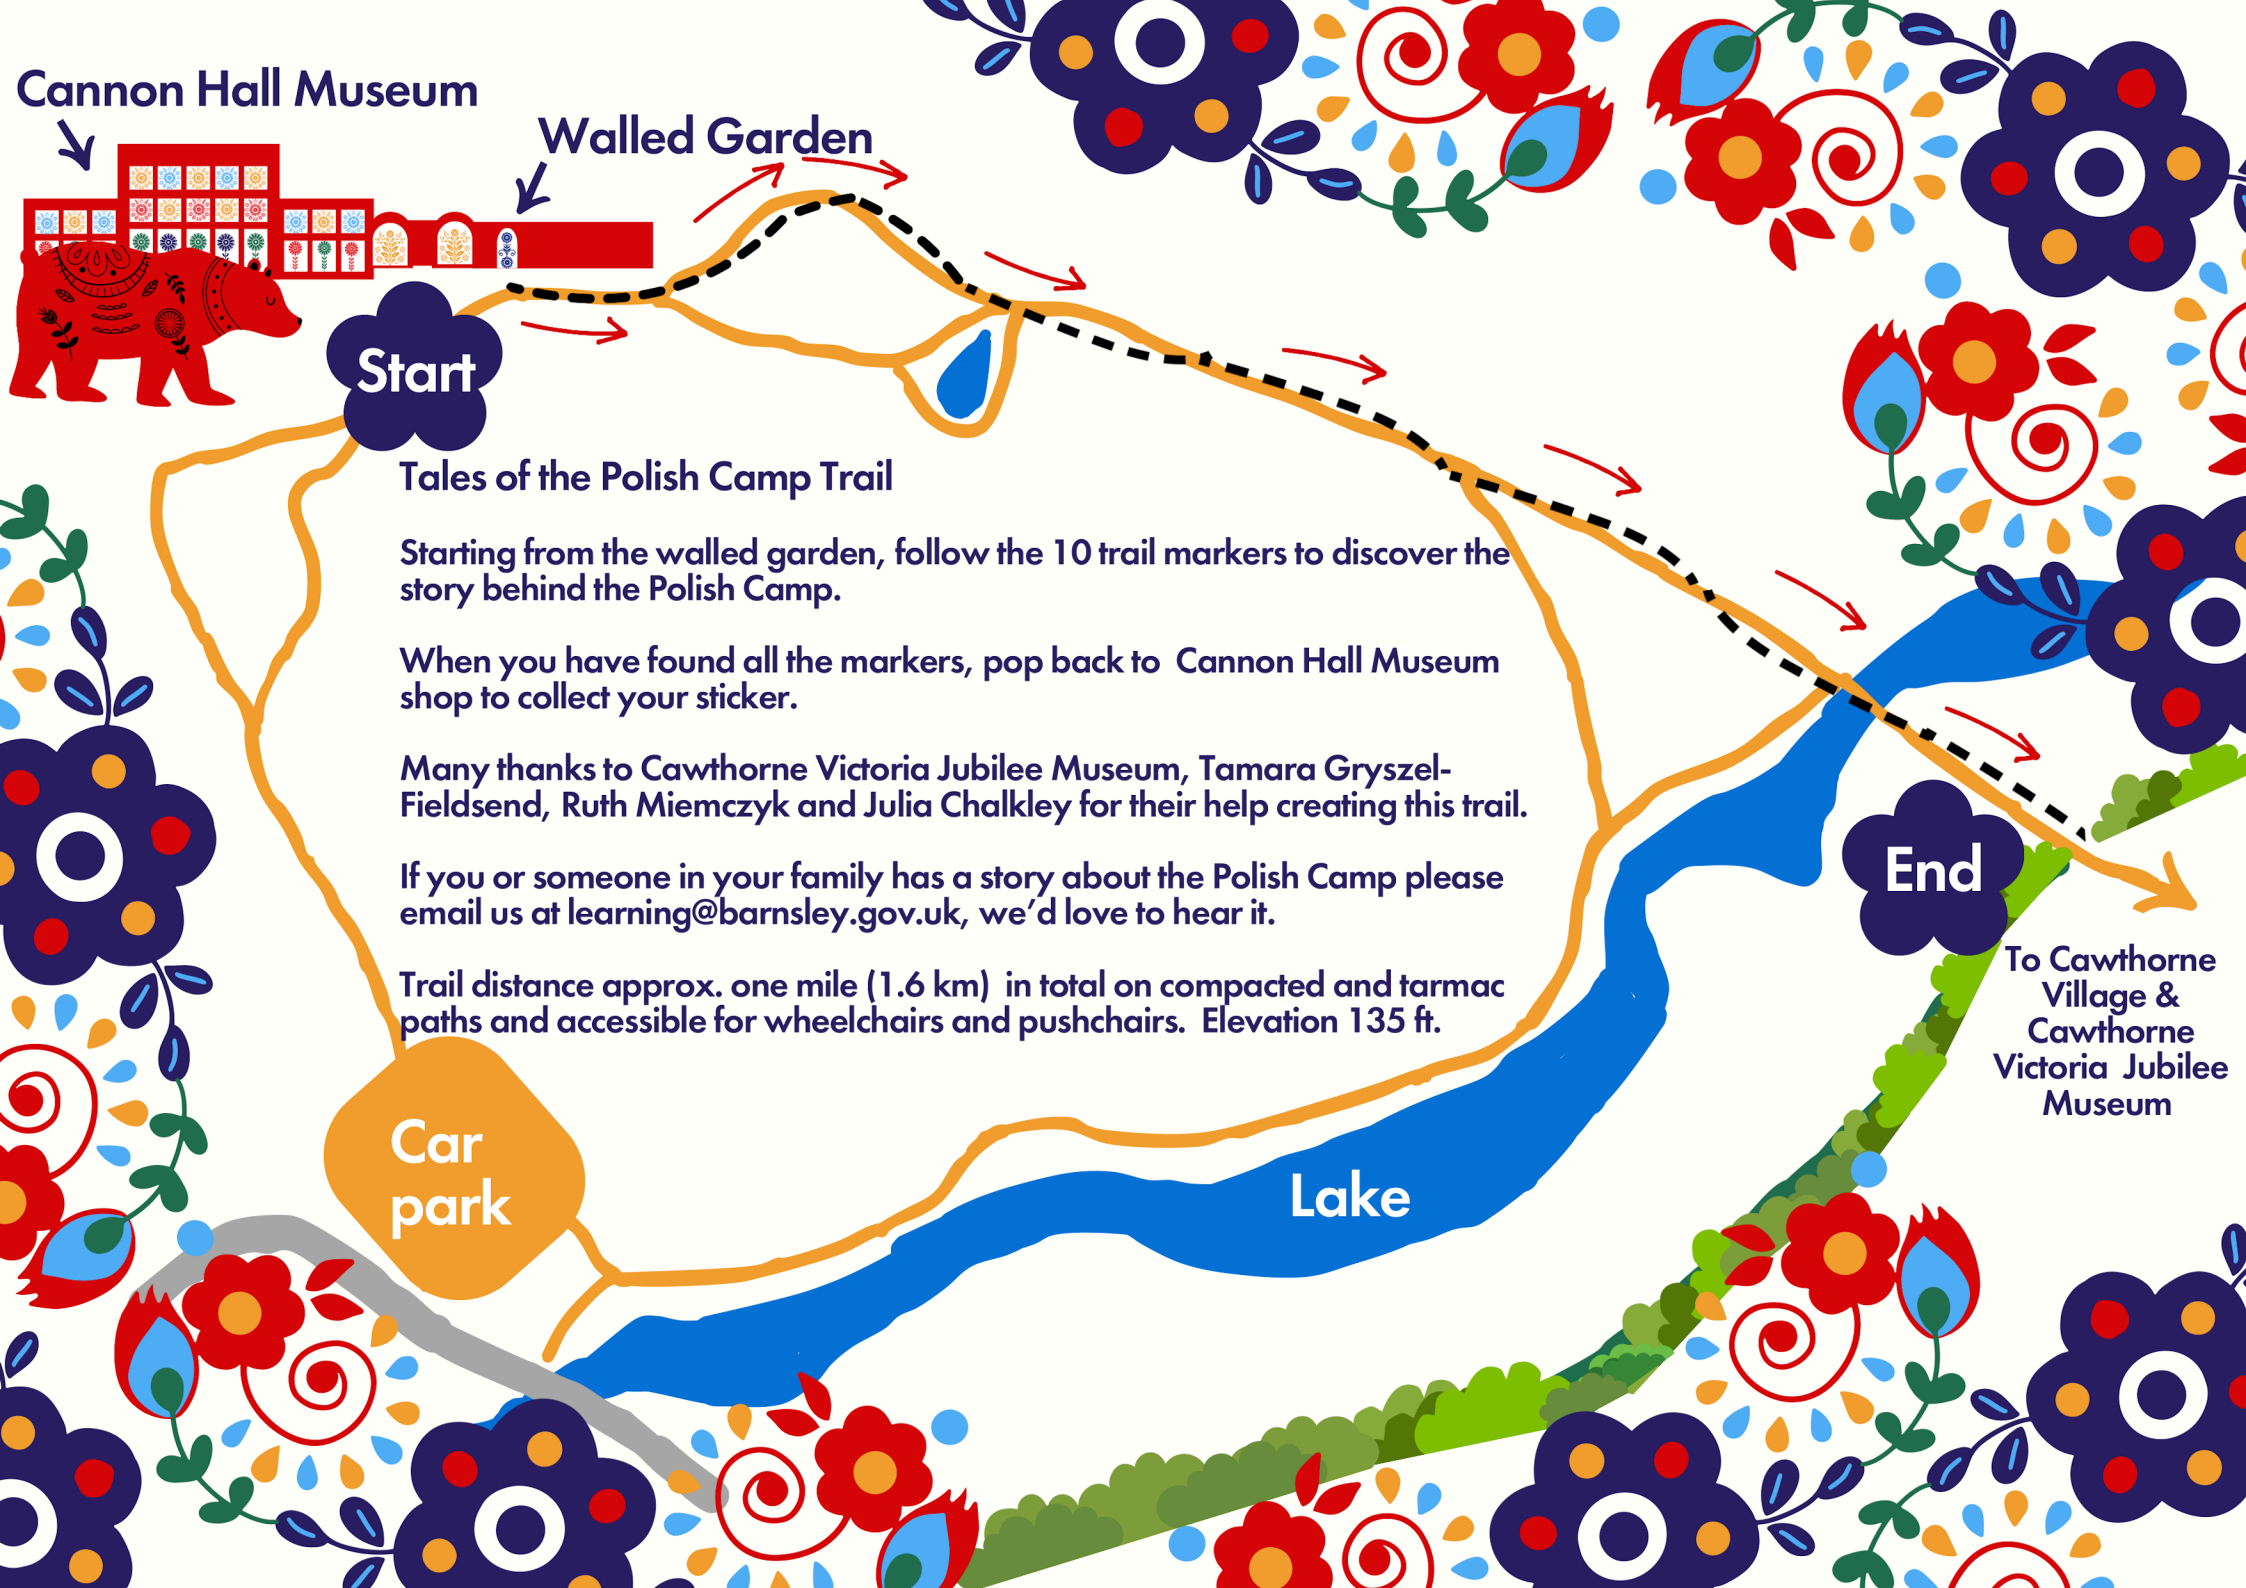 Cannon Hall Museum
Walled Garden
Start
Tales of the Polish Camp Trail
Starting from the walled garden, follow the 10 trail markers to discover the
story behind the Polish Camp.
When you have found all the markers, pop back to Cannon Hall Museum
shop to collect your sticker.
Many thanks to Cawthorne Victoria Jubilee Museum, Tamara Gryszel-
Fieldsend, Ruth Miemczyk and Julia Chalkley for their help creating this trail.
If you or someone in your family has a story about the Polish Camp please
email us at learning@barnsley.gov.uk, we'd love to hear it.
Trail distance approx. one mile (1.6 km) in total on compacted and tarmac
paths and accessible for wheelchairs and pushchairs. Elevation 135 ft.
End
To Cawthorne
Village &
Cawthorne
Victoria Jubilee
Museum
Car
park
Lake